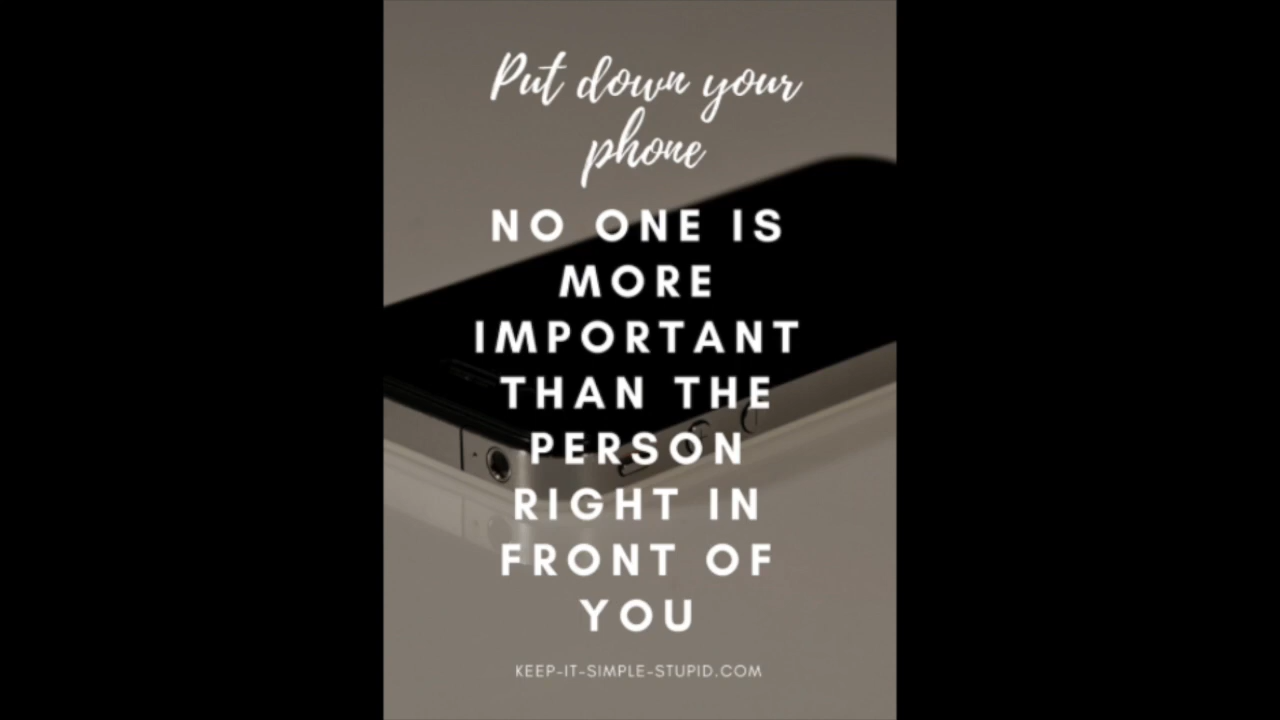 Put down your
phone
NO ONE IS
MORE
IMPORTANT
THAN THE
PERSON
RIGHT IN
FRONT OF
YOU
KEEP-IT-SIMPLE-STUPID.COM